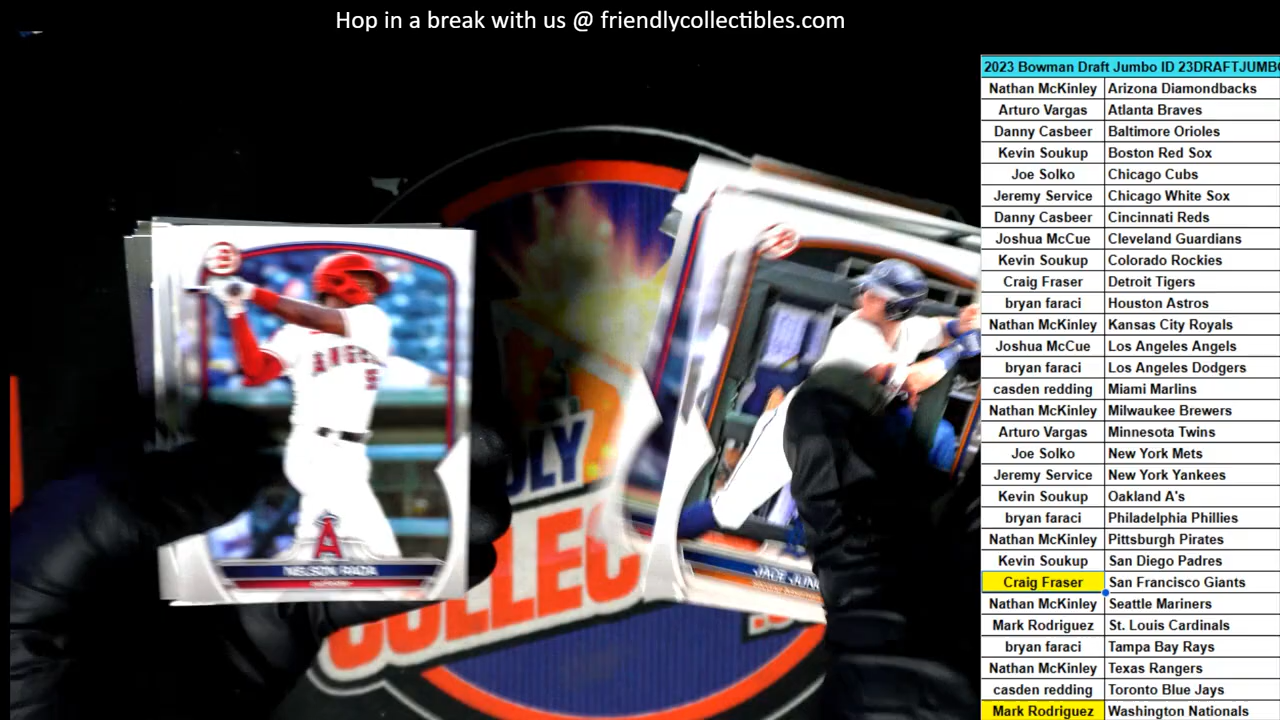 Hop in a break with us @ friendlycollectibles.com
2023 Bowman Draft Jumbo ID 23DRAFTJUMBO
Nathan McKinley Arizona Diamondbacks
Arturo Vargas Atlanta Braves
Danny Casbeer Baltimore Orioles
Kevin Soukup Boston Red Sox
Joe Solko Chicago Cubs
Jeremy Service Chicago White Sox
Danny Casbeer Cincinnati Reds
Joshua McCue Cleveland Guardians
Kevin Soukup Colorado Rockies
Craig Fraser Detroit Tigers
bryan faraci Houston Astros
Nathan McKinley Kansas City Royals
Joshua McCue Los Angeles Angels
bryan faraci Los Angeles Dodgers
casden redding Miami Marlins
Nathan McKinley Milwaukee Brewers
Arturo Vargas Minnesota Twins
Joe Solko New York Mets
Jeremy Service New York Yankees
Kevin Soukup Oakland A's
bryan faraci Philadelphia Phillies
Nathan McKinley Pittsburgh Pirates
Kevin Soukup San Diego Padres
Craig Fraser San Francisco Giants
Nathan McKinley Seattle Mariners
Mark Rodriguez St. Louis Cardinals
bryan faraci Tampa Bay Rays
Nathan McKinley Texas Rangers
casden redding Toronto Blue Jays
Mark Rodriguez Washington Nationals
A
NELSON RADA
JACE JUN
DLY
COLLEC